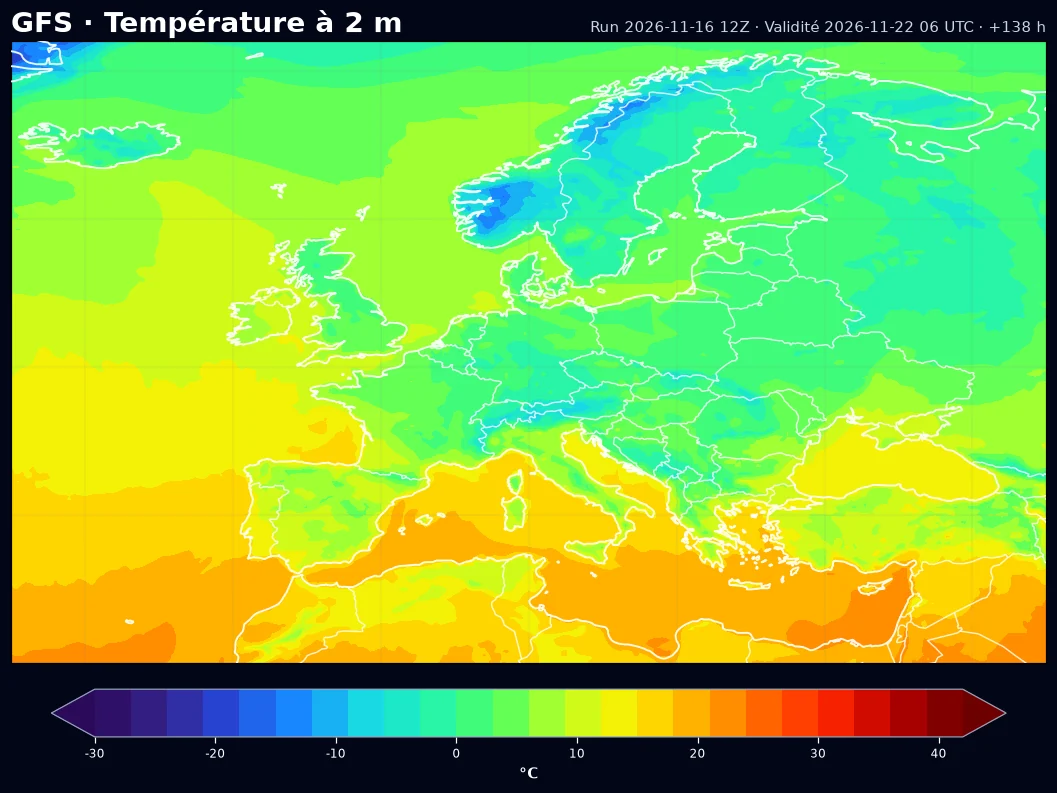 GFS · Température à 2 m
Run 2026-11-16 12Z · Validité 2026-11-22 06 UTC · +138 h
-30 -20 -10 0 10 20 30 40
°C